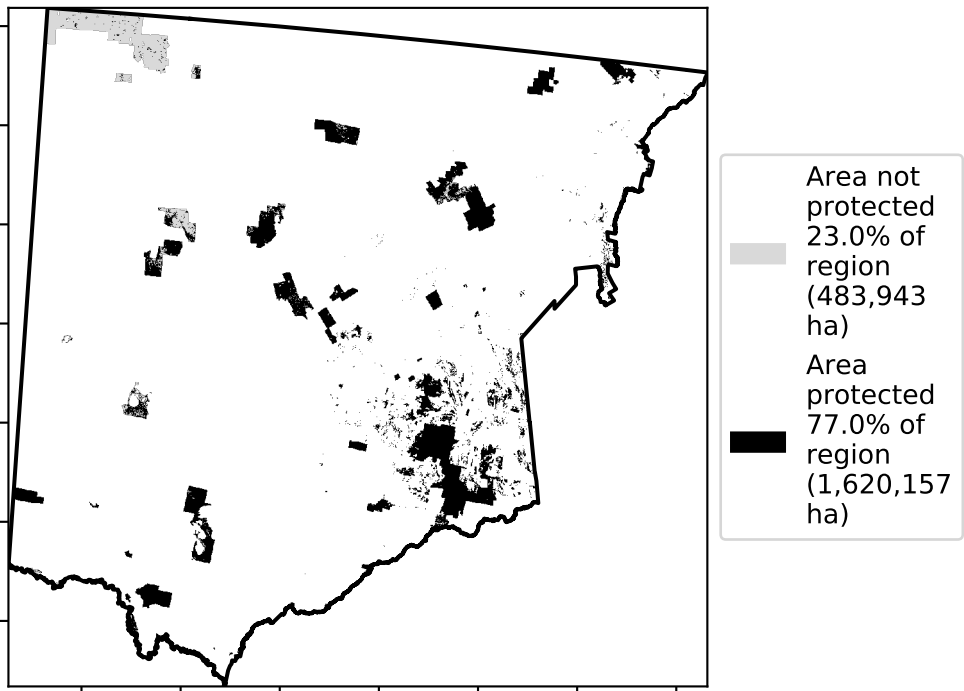 Area not
protected
23.0% of
region
(483,943
ha)
Area
protected
77.0% of
region
(1,620,157
ha)